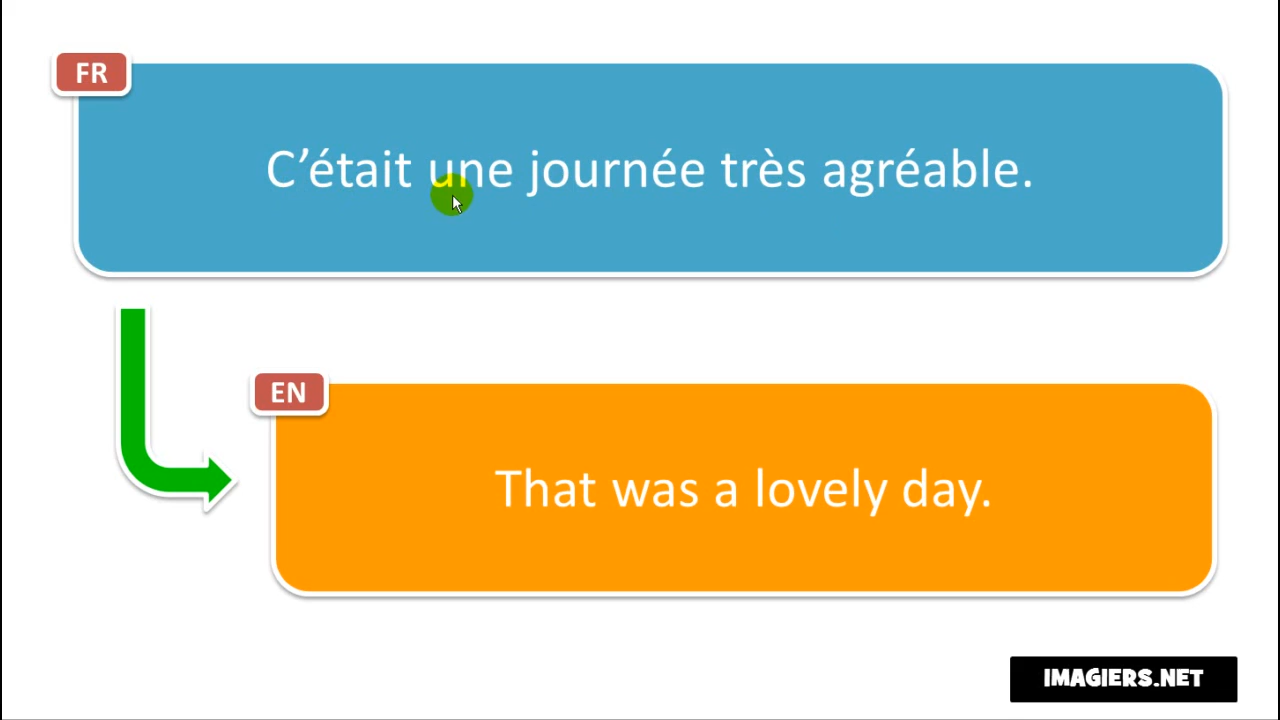 FR
C’était une journée très agréable.
EN
That was a lovely day.
IMAGIERS.NET